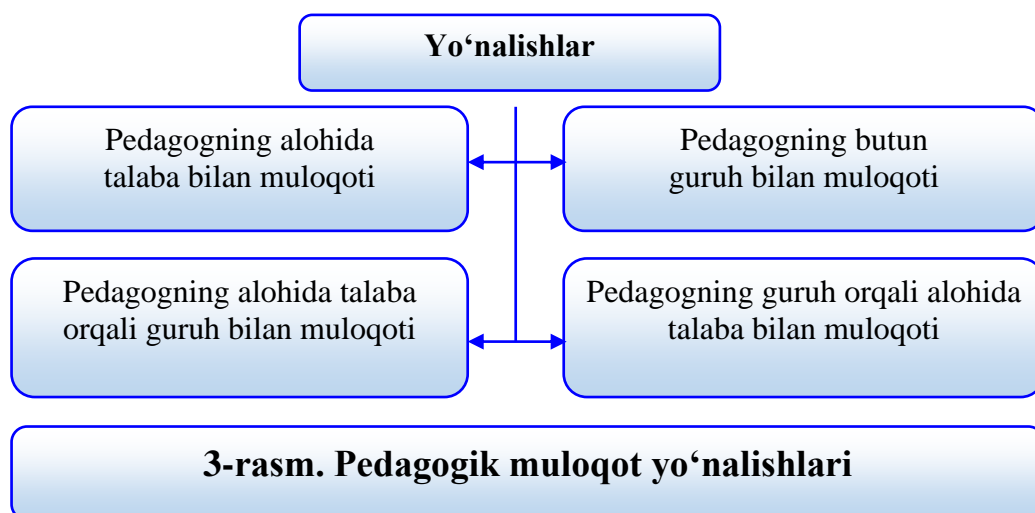 Yo‘nalishlar
Pedagogning alohida
talaba bilan muloqoti
Pedagogning butun
guruh bilan muloqoti
Pedagogning alohida talaba
orqali guruh bilan muloqoti
Pedagogning guruh orqali alohida
talaba bilan muloqoti
3-rasm. Pedagogik muloqot yo‘nalishlari